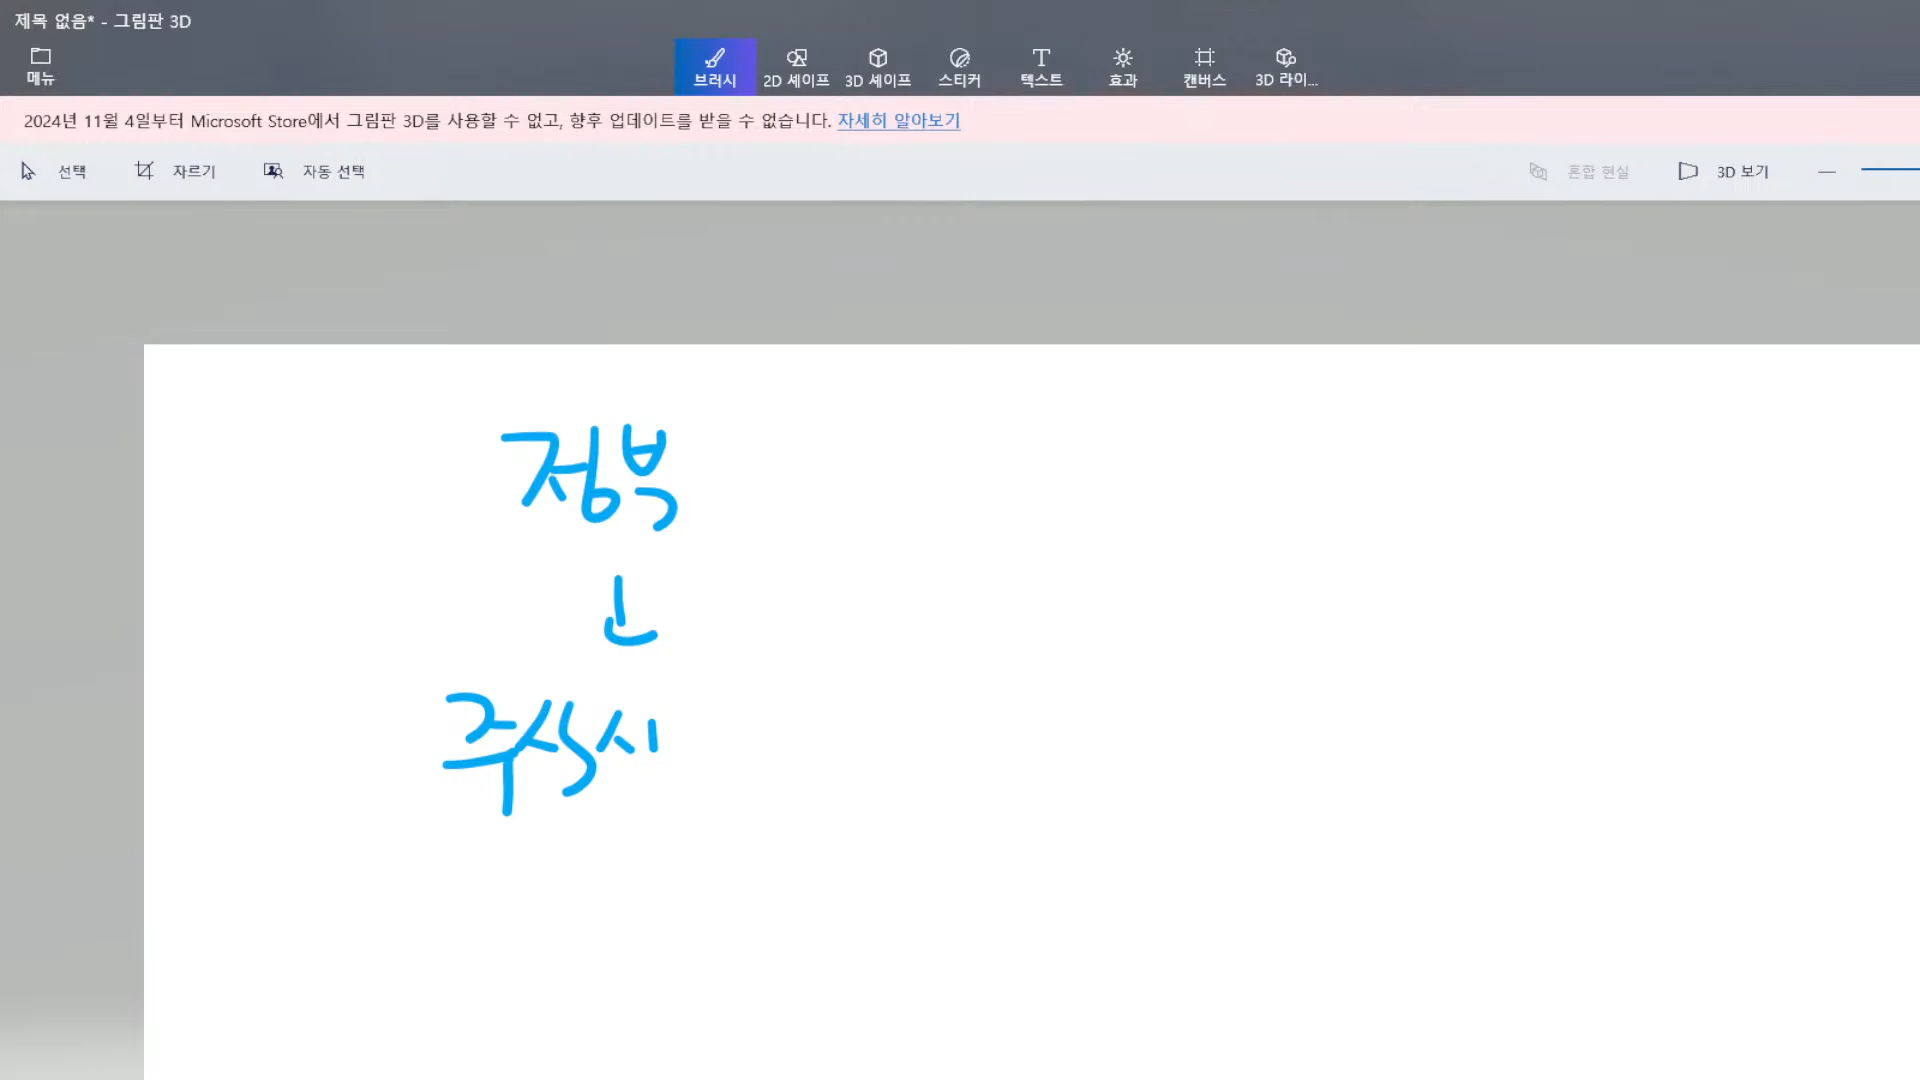 제목 없음* - 그림판 3D
메뉴
브러시
2D 셰이프
3D 셰이프
스티커
텍스트
효과
캔버스
3D 라이...
2024년 11월 4일부터 Microsoft Store에서 그림판 3D를 사용할 수 없고, 향후 업데이트를 받을 수 없습니다. 자세히 알아보기
선택
자르기
자동 선택
혼합 현실
3D 보기
주식시